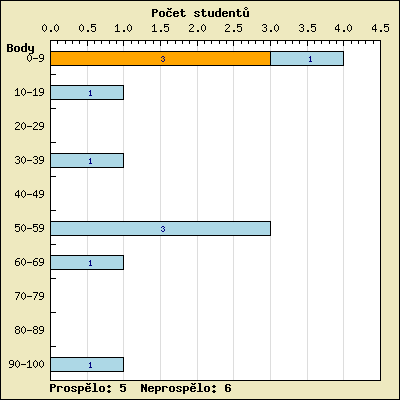 Počet studentů
0.0 0.5 1.0 1.5 2.0 2.5 3.0 3.5 4.0 4.5
Body
0-9 3 1
10-19 1
20-29
30-39 1
40-49
50-59 3
60-69 1
70-79
80-89
90-100 1
Prospělo: 5 Neprospělo: 6